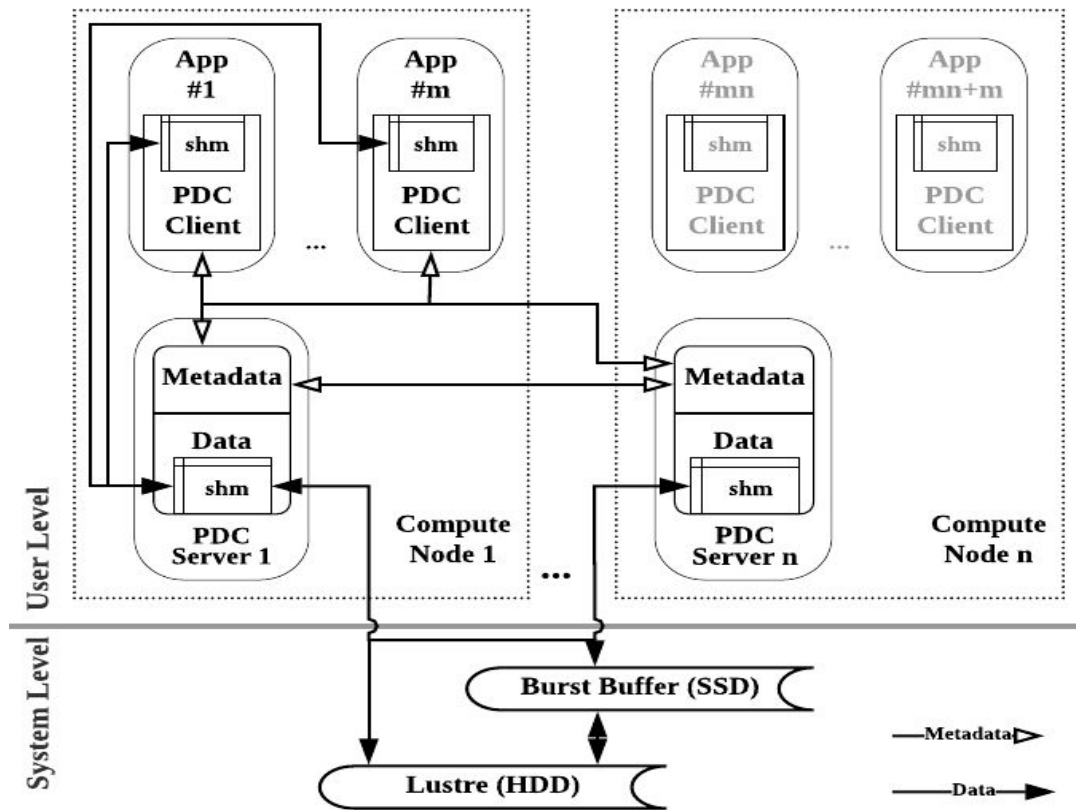 App
#1
shm
PDC
Client
...
App
#m
shm
PDC
Client
App
#mn
shm
PDC
Client
...
App
#mn+m
shm
PDC
Client
Metadata
Data
shm
PDC
Server 1
Compute
Node 1
...
Metadata
Data
shm
PDC
Server n
Compute
Node n
User Level
System Level
Burst Buffer (SSD)
Lustre (HDD)
Metadata
Data